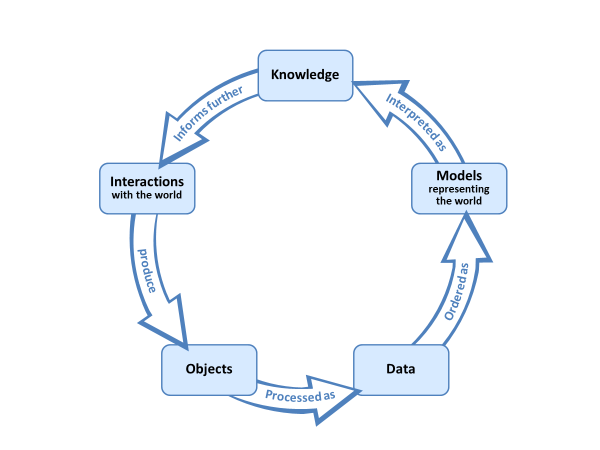 Knowledge
Informs further
Interpreted as
Interactions
with the world
Models
representing
the world
produce
Ordered as
Objects
Data
Processed as